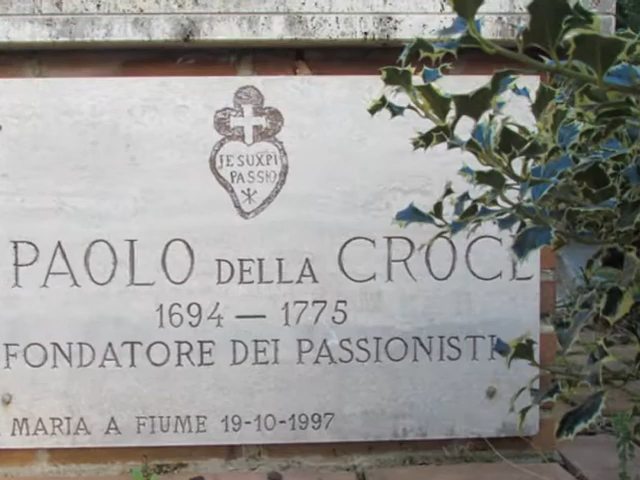 JESUXPI
PASSIO
PAOLO DELLA CROCE
1694 — 1775
FONDATORE DEI PASSIONISTI
MARIA A FIUME 19-10-1997